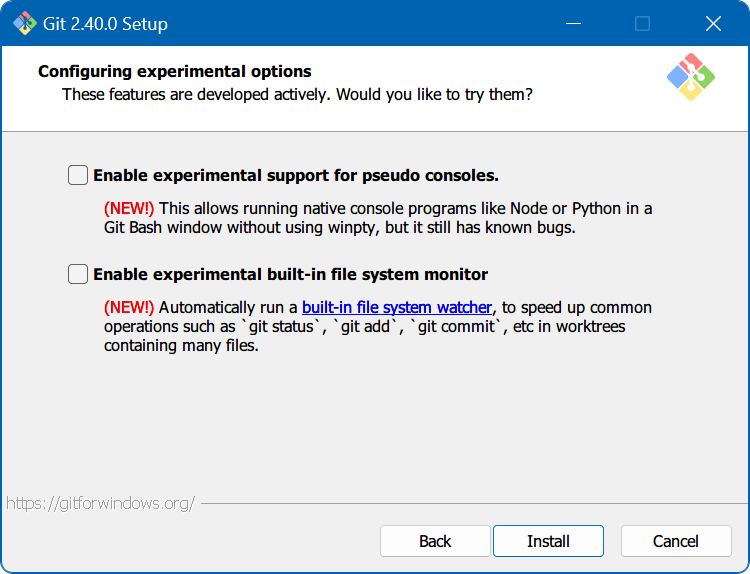 Git 2.40.0 Setup
Configuring experimental options
These features are developed actively. Would you like to try them?
Enable experimental support for pseudo consoles.
(NEW!) This allows running native console programs like Node or Python in a
Git Bash window without using winpty, but it still has known bugs.
Enable experimental built-in file system monitor
(NEW!) Automatically run a built-in file system watcher, to speed up common
operations such as `git status`, `git add`, `git commit`, etc in worktrees
containing many files.
https://gitforwindows.org/
Back
Install
Cancel